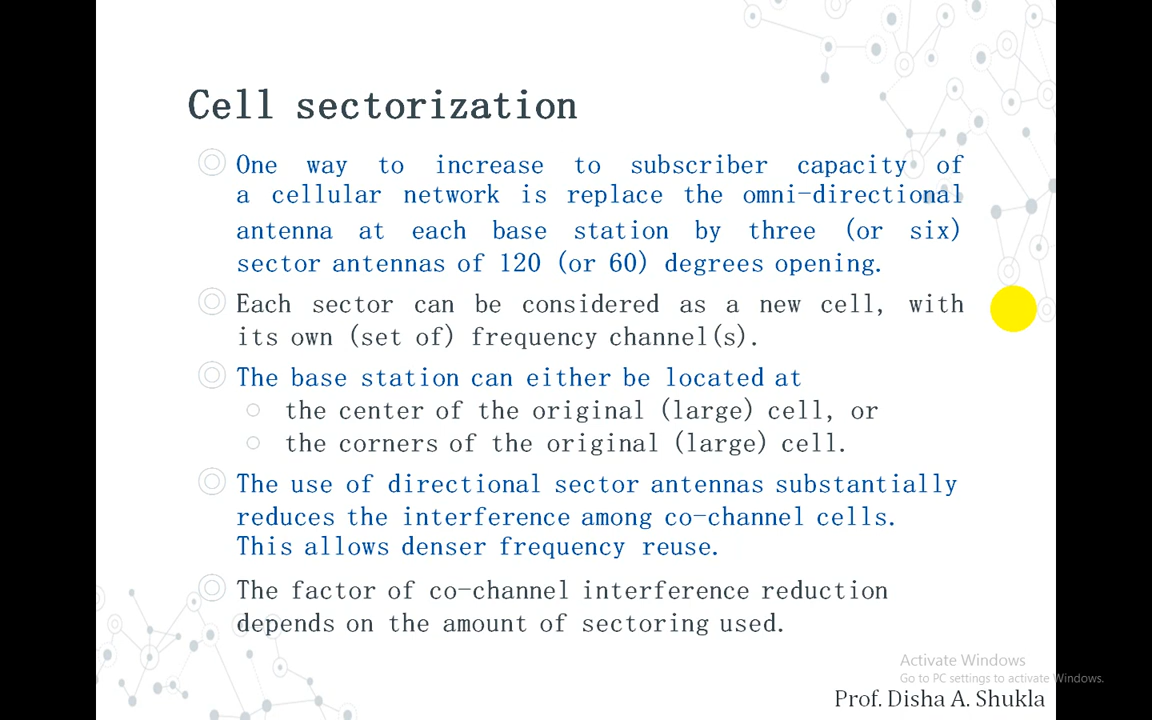 Cell sectorization
One way to increase to subscriber capacity of
a cellular network is replace the omni-directional
antenna at each base station by three (or six)
sector antennas of 120 (or 60) degrees opening.
Each sector can be considered as a new cell, with
its own (set of) frequency channel(s).
The base station can either be located at
the center of the original (large) cell, or
the corners of the original (large) cell.
The use of directional sector antennas substantially
reduces the interference among co-channel cells.
This allows denser frequency reuse.
The factor of co-channel interference reduction
depends on the amount of sectoring used.
Activate Windows
Go to PC settings to activate Windows.
Prof. Disha A. Shukla